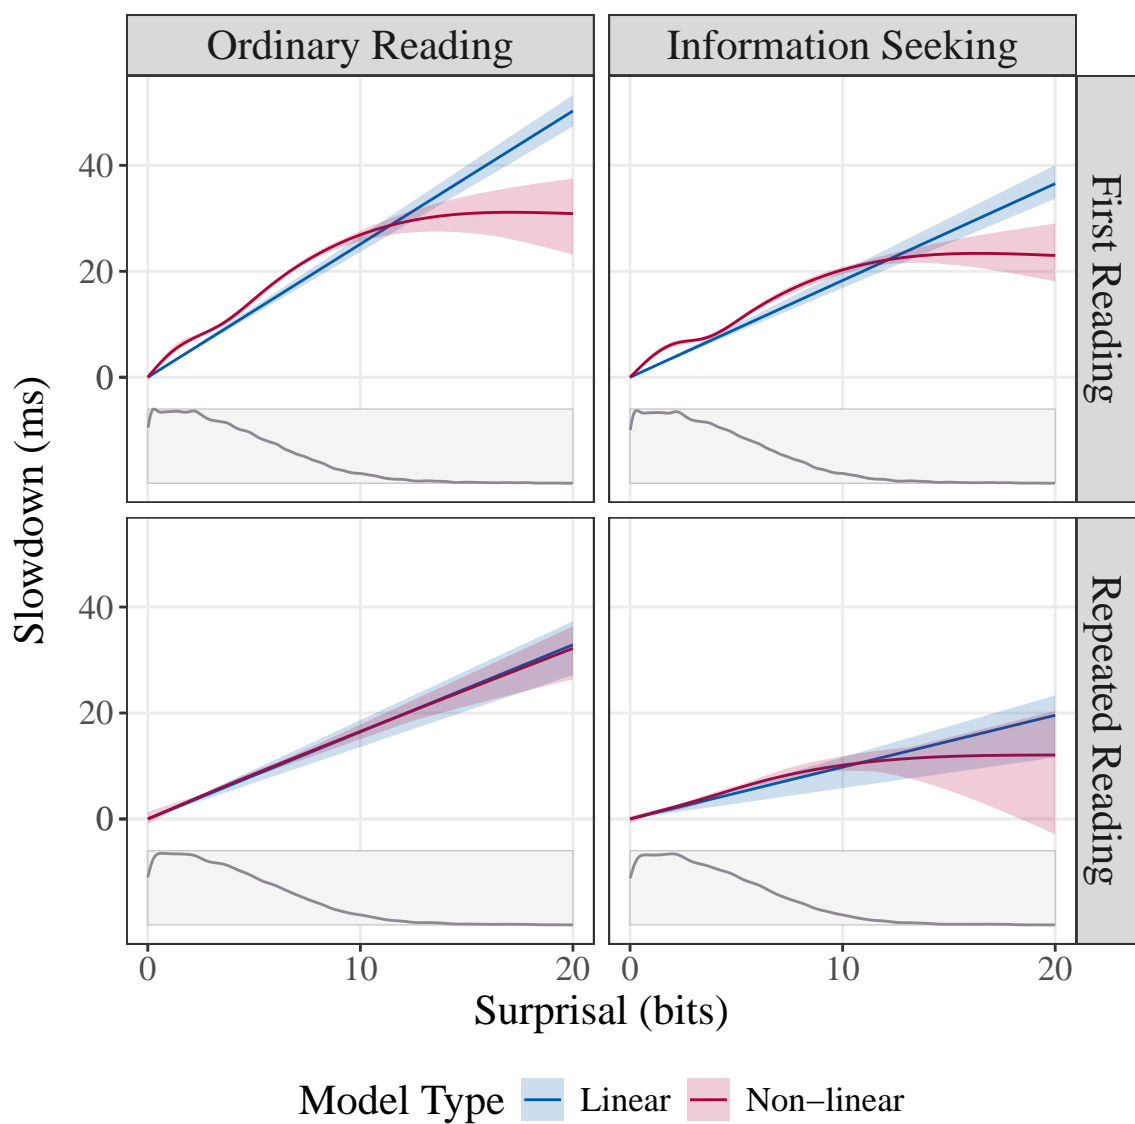 Ordinary Reading
Information Seeking
First Reading
40
20
0
Slowdown (ms)
Repeated Reading
40
20
0
0 10 20
0 10 20
Surprisal (bits)
Model Type Linear Non−linear